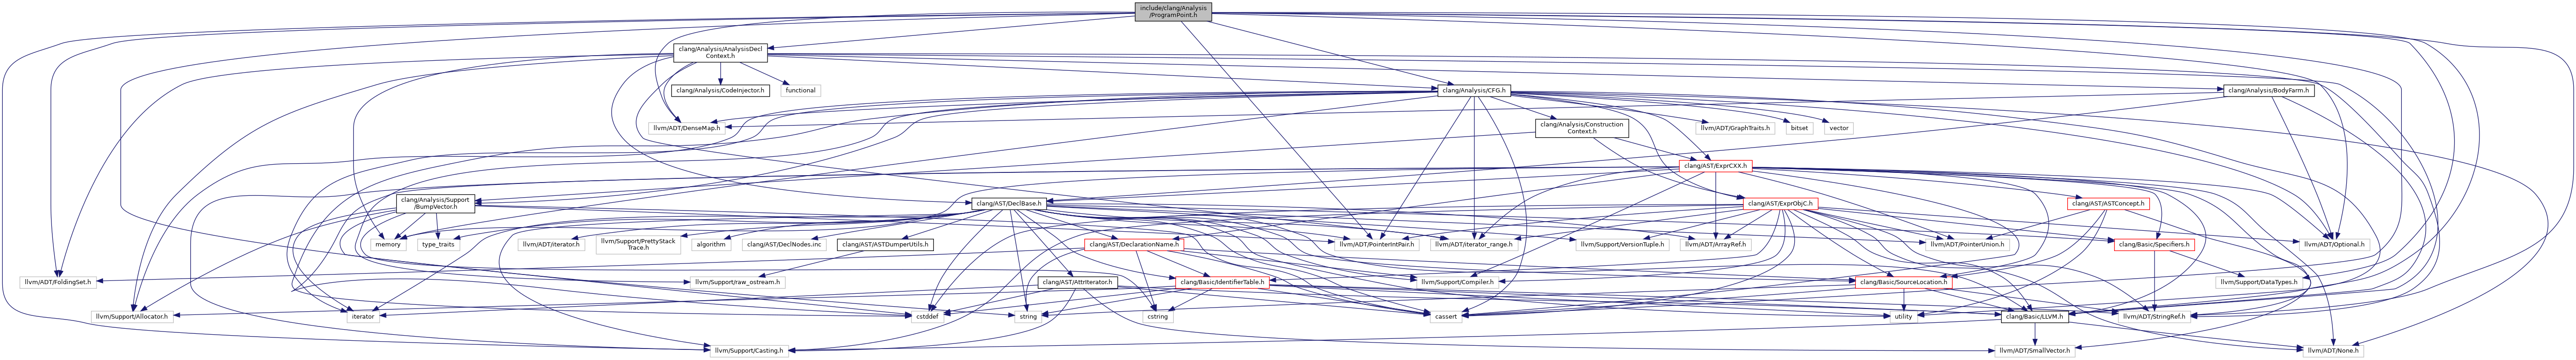 include/clang/Analysis
/ProgramPoint.h
clang/Analysis/AnalysisDecl
Context.h
clang/Analysis/CodeInjector.h
functional
clang/Analysis/CFG.h
clang/Analysis/BodyFarm.h
llvm/ADT/DenseMap.h
clang/Analysis/Construction
Context.h
llvm/ADT/GraphTraits.h
bitset
vector
clang/AST/ExprCXX.h
clang/Analysis/Support
/BumpVector.h
clang/AST/DeclBase.h
clang/AST/ExprObjC.h
clang/AST/ASTConcept.h
memory
type_traits
llvm/ADT/iterator.h
llvm/Support/PrettyStack
Trace.h
algorithm
clang/AST/DeclNodes.inc
clang/AST/ASTDumperUtils.h
clang/AST/DeclarationName.h
llvm/ADT/PointerIntPair.h
llvm/ADT/iterator_range.h
llvm/Support/VersionTuple.h
llvm/ADT/ArrayRef.h
llvm/ADT/PointerUnion.h
clang/Basic/Specifiers.h
llvm/ADT/Optional.h
llvm/ADT/FoldingSet.h
llvm/Support/raw_ostream.h
clang/AST/AttrIterator.h
clang/Basic/IdentifierTable.h
llvm/Support/Compiler.h
clang/Basic/SourceLocation.h
llvm/Support/DataTypes.h
llvm/Support/Allocator.h
iterator
cstddef
string
cstring
cassert
utility
clang/Basic/LLVM.h
llvm/ADT/StringRef.h
llvm/Support/Casting.h
llvm/ADT/SmallVector.h
llvm/ADT/None.h